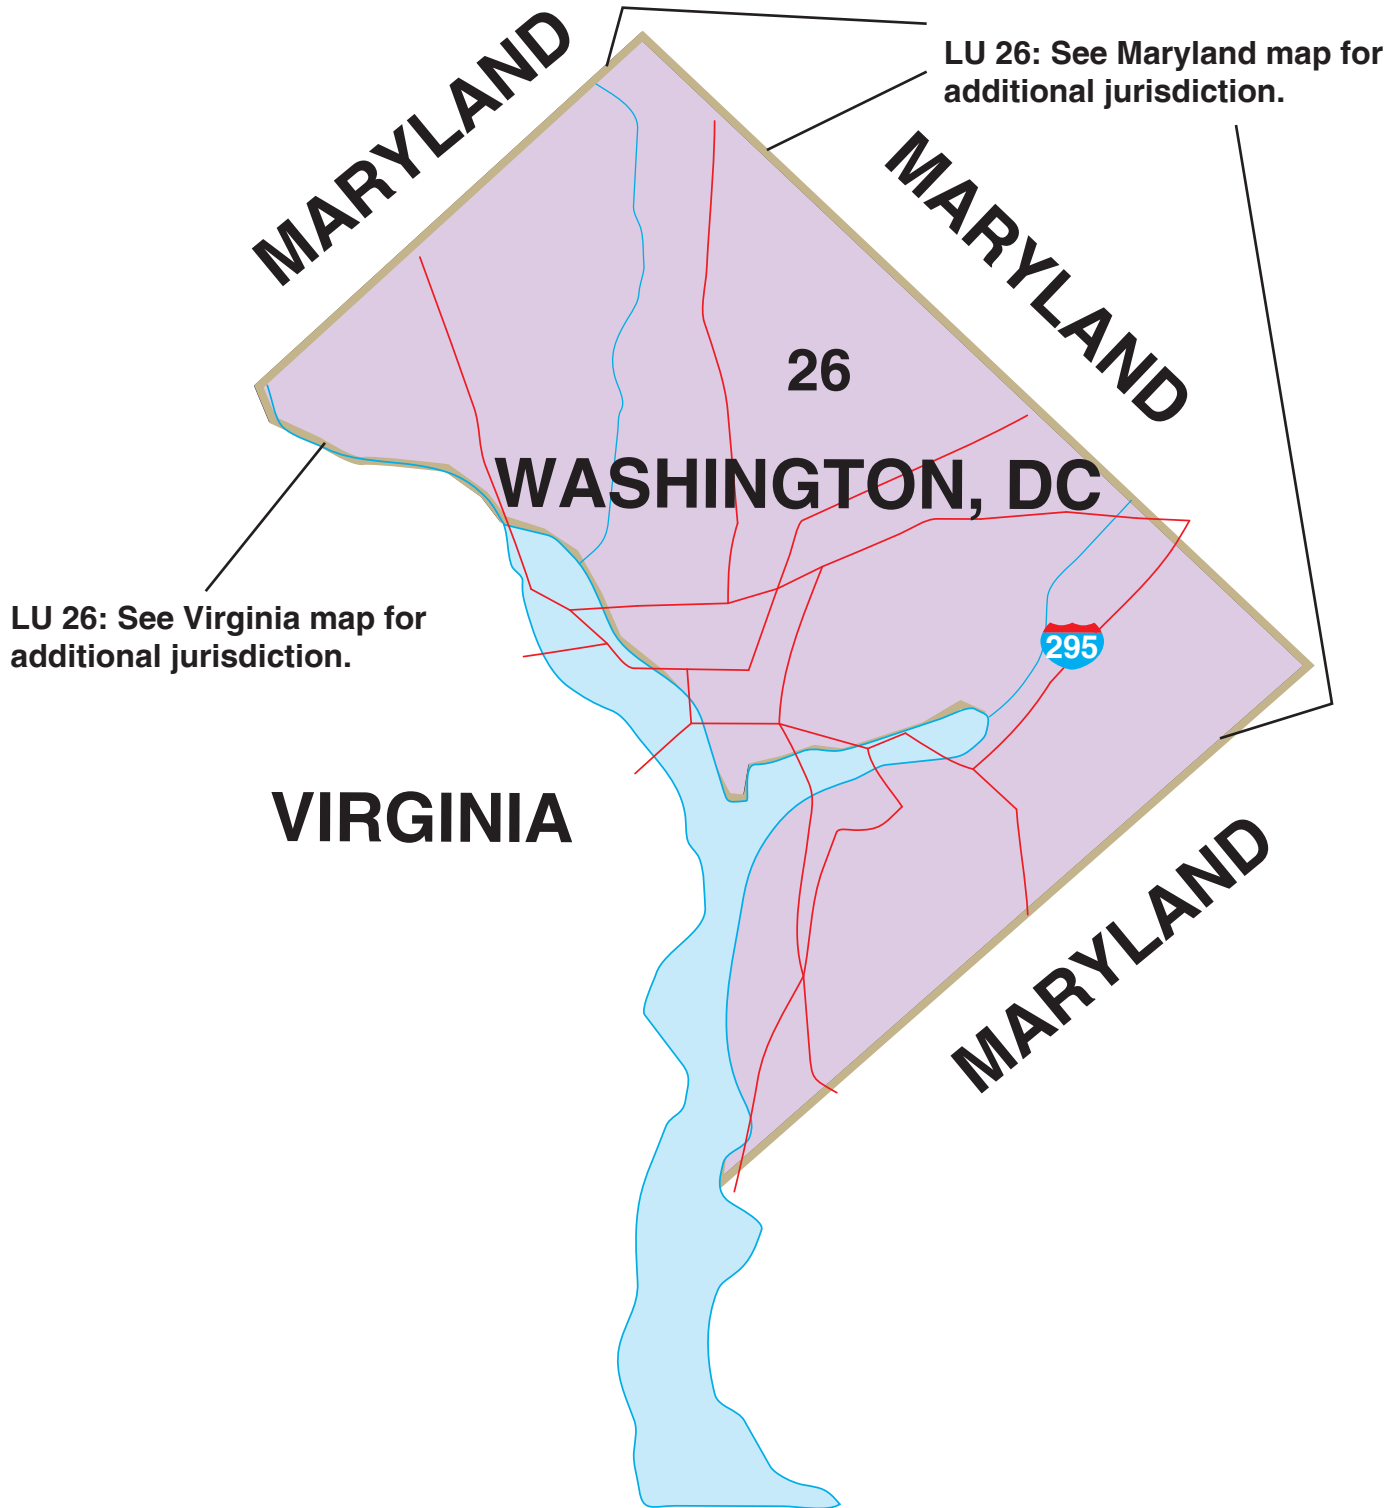 MARYLAND
LU 26: See Maryland map for
additional jurisdiction.
MARYLAND
26
WASHINGTON, DC
LU 26: See Virginia map for
additional jurisdiction.
295
VIRGINIA
MARYLAND